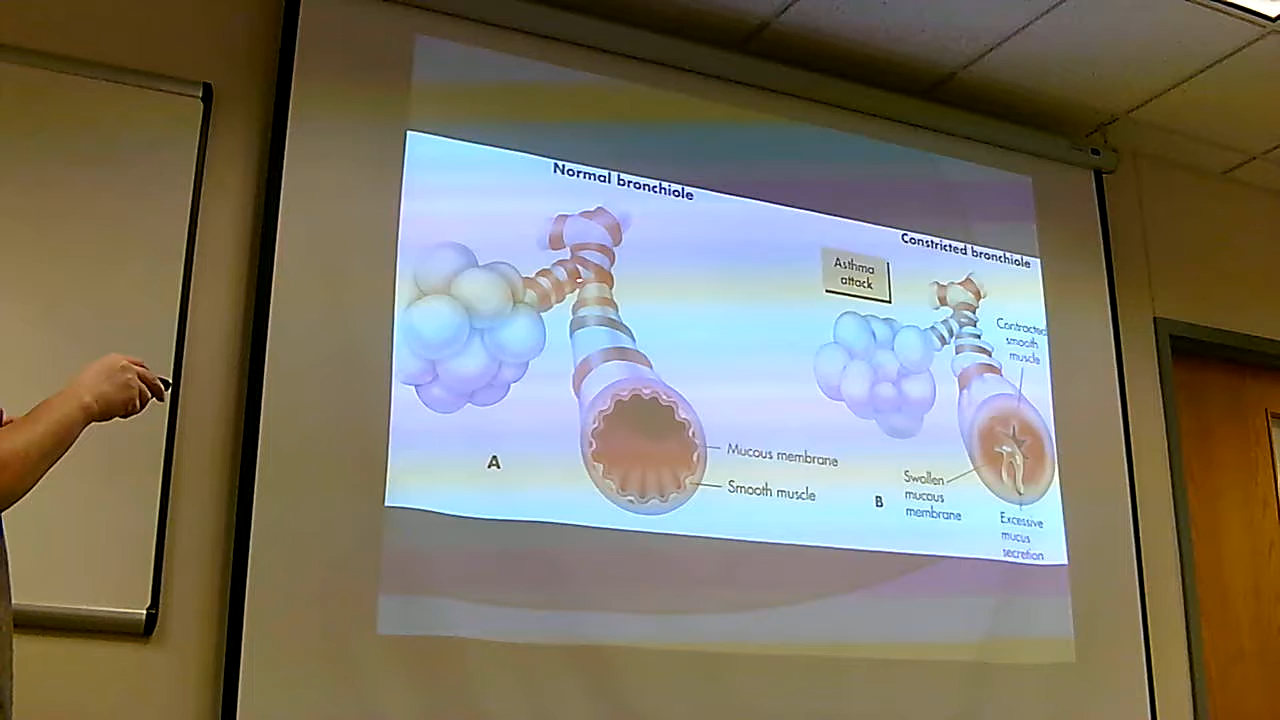 Normal bronchiole
Constricted bronchiole
Asthma
attack
Contracted
smooth
muscle
Mucous membrane
Smooth muscle
A
B
Swollen
mucous
membrane
Excessive
mucus
secretion